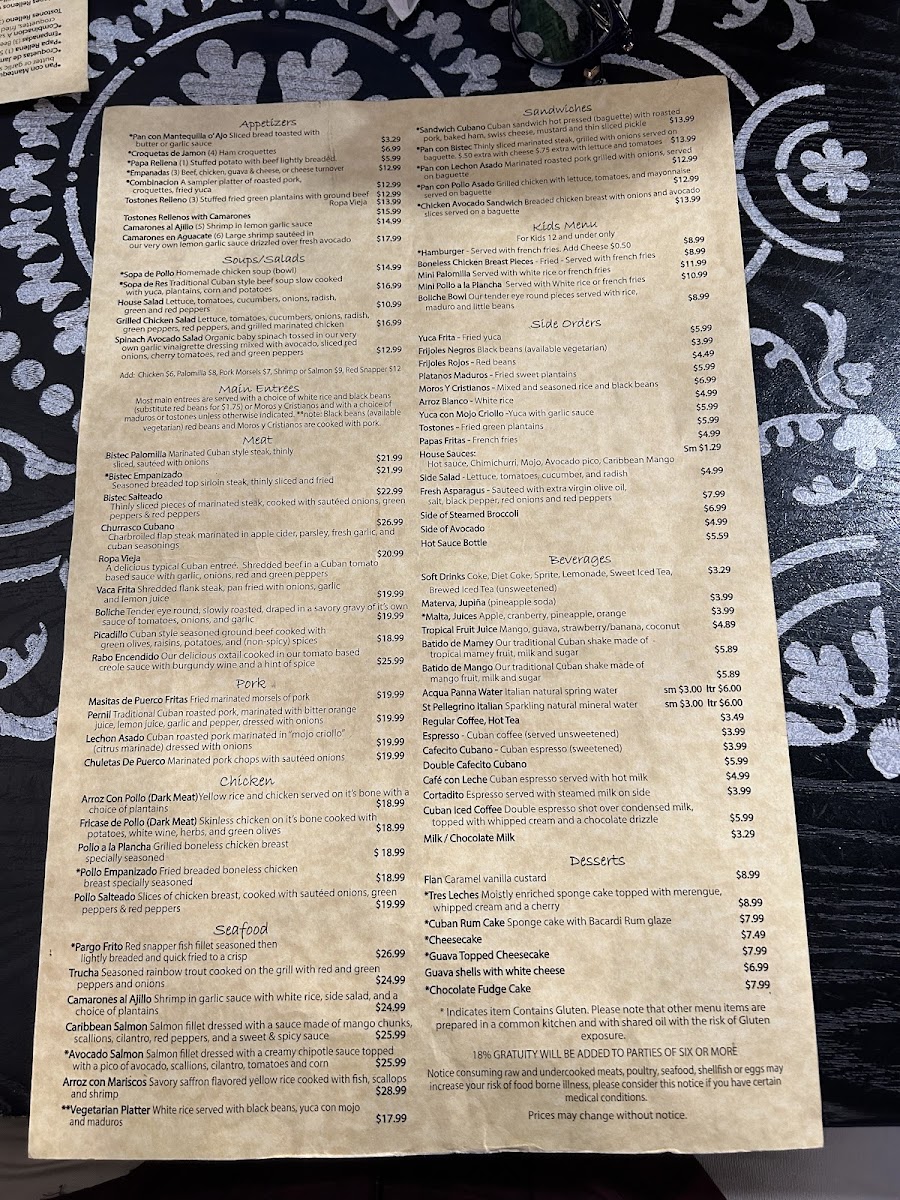 Appetizers
*Pan con Mantequilla o'Ajo Sliced bread toasted with
butter or garlic sauce $3.29
*Croquetas de Jamon (4) Ham croquettes $6.99
*Papa Rellena (1) Stuffed potato with beef lightly breaded $5.99
*Empanadas (3) Beef, chicken, guava & cheese, or cheese turnover $12.99
*Combinacion A sampler platter of roasted pork,
croquettes, fried yuca $12.99
Tostones Relleno (3) Stuffed fried green plantains with ground beef $12.99
Ropa Vieja $13.99
Tostones Rellenos with Camarones $15.99
Camarones al Ajillo (5) Shrimp in lemon garlic sauce $14.99
Camarones en Aguacate (6) Large shrimp sautéed in
our very own lemon garlic sauce drizzled over fresh avocado $17.99
Soups/Salads
*Sopa de Pollo Homemade chicken soup (bowl) $14.99
*Sopa de Res Traditional Cuban style beef soup slow cooked
with yuca, plantains, corn and potatoes $16.99
House Salad Lettuce, tomatoes, cucumbers, onions, radish,
green and red peppers $10.99
Grilled Chicken Salad Lettuce, tomatoes, cucumbers, onions, radish,
green peppers, red peppers, and grilled marinated chicken $16.99
Spinach Avocado Salad Organic baby spinach tossed in our very
own garlic vinaigrette dressing mixed with avocado, sliced red
onions, cherry tomatoes, red and green peppers $12.99
Add: Chicken $6, Palomilla $8, Pork Morsels $7, Shrimp or Salmon $9, Red Snapper $12
Main Entrees
Most main entrees are served with a choice of white rice and black beans
(substitute red beans for $1.75) or Moros y Cristianos and with a choice of
maduros or tostones unless otherwise indicated. **note: Black beans (available
vegetarian) red beans and Moros y Cristianos are cooked with pork.
Meat
Bistec Palomilla Marinated Cuban style steak, thinly
sliced, sautéed with onions $21.99
*Bistec Empanizado $21.99
Seasoned breaded top sirloin steak, thinly sliced and fried
Bistec Salteado $22.99
Thinly sliced pieces of marinated steak, cooked with sautéed onions, green
peppers & red peppers
Churrasco Cubano $26.99
Charbroiled flap steak marinated in apple cider, parsley, fresh garlic, and
cuban seasonings
Ropa Vieja $20.99
A delicious typical Cuban entreé. Shredded beef in a Cuban tomato
based sauce with garlic, onions, red and green peppers
Vaca Frita Shredded flank steak, pan fried with onions, garlic
and lemon juice $19.99
Boliche Tender eye round, slowly roasted, draped in a savory gravy of it's own
sauce of tomatoes, onions, and garlic $19.99
Picadillo Cuban style seasoned ground beef cooked with
green olives, raisins, potatoes, and (non-spicy) spices $18.99
Rabo Encendido Our delicious oxtail cooked in our tomato based
creole sauce with burgundy wine and a hint of spice $25.99
Pork
Masitas de Puerco Fritas Fried marinated morsels of pork $19.99
Pernil Traditional Cuban roasted pork, marinated with bitter orange
juice, lemon juice, garlic and pepper, dressed with onions $19.99
Lechon Asado Cuban roasted pork marinated in "mojo criollo"
(citrus marinade) dressed with onions $19.99
Chuletas De Puerco Marinated pork chops with sautéed onions $19.99
Chicken
Arroz Con Pollo (Dark Meat) Yellow rice and chicken served on it's bone with a
choice of plantains $18.99
Fricase de Pollo (Dark Meat) Skinless chicken on it's bone cooked with
potatoes, white wine, herbs, and green olives $18.99
Pollo a la Plancha Grilled boneless chicken breast
specially seasoned $ 18.99
*Pollo Empanizado Fried breaded boneless chicken
breast specially seasoned $18.99
Pollo Salteado Slices of chicken breast, cooked with sautéed onions, green
peppers & red peppers $19.99
Seafood
*Pargo Frito Red snapper fish fillet seasoned then
lightly breaded and quick fried to a crisp $26.99
Trucha Seasoned rainbow trout cooked on the grill with red and green
peppers and onions $24.99
Camarones al Ajillo Shrimp in garlic sauce with white rice, side salad, and a
choice of plantains $24.99
Caribbean Salmon Salmon fillet dressed with a sauce made of mango chunks,
scallions, cilantro, red peppers, and a sweet & spicy sauce $25.99
*Avocado Salmon Salmon fillet dressed with a creamy chipotle sauce topped
with a pico of avocado, scallions, cilantro, tomatoes and corn $25.99
Arroz con Mariscos Savory saffron flavored yellow rice cooked with fish, scallops
and shrimp $28.99
**Vegetarian Platter White rice served with black beans, yuca con mojo
and maduros $17.99
Sandwiches
*Sandwich Cubano Cuban sandwich hot pressed (baguette) with roasted
pork, baked ham, swiss cheese, mustard and thin sliced pickle $13.99
*Pan con Bistec Thinly sliced marinated steak, grilled with onions served on
baguette, $.50 extra with cheese $.75 extra with lettuce and tomatoes $13.99
*Pan con Lechon Asado Marinated roasted pork grilled with onions, served
on baguette $12.99
*Pan con Pollo Asado Grilled chicken with lettuce, tomatoes, and mayonnaise
served on baguette $12.99
*Chicken Avocado Sandwich Breaded chicken breast with onions and avocado
slices served on a baguette $13.99
Kids Menu
For Kids 12 and under only
*Hamburger - Served with french fries. Add Cheese $0.50 $8.99
Boneless Chicken Breast Pieces - Fried - Served with french fries $8.99
Mini Palomilla Served with white rice or french fries $11.99
Mini Pollo a la Plancha Served with White rice or french fries $10.99
Boliche Bowl Our tender eye round pieces served with rice,
maduro and little beans $8.99
Side Orders
Yuca Frita - Fried yuca $5.99
Frijoles Negros Black beans (available vegetarian) $3.99
Frijoles Rojos - Red beans $4.49
Platanos Maduros - Fried sweet plantains $5.99
Moros Y Cristianos - Mixed and seasoned rice and black beans $6.99
Arroz Blanco - White rice $4.99
Yuca con Mojo Criollo -Yuca with garlic sauce $5.99
Tostones - Fried green plantains $5.99
Papas Fritas - French fries $4.99
House Sauces: Sm $1.29
Hot sauce, Chimichurri, Mojo, Avocado pico, Caribbean Mango
Side Salad - Lettuce, tomatoes, cucumber, and radish $4.99
Fresh Asparagus - Sauteed with extra virgin olive oil,
salt, black pepper, red onions and red peppers $7.99
Side of Steamed Broccoli $6.99
Side of Avocado $4.99
Hot Sauce Bottle $5.59
Beverages
Soft Drinks Coke, Diet Coke, Sprite, Lemonade, Sweet Iced Tea, $3.29
Brewed Iced Tea (unsweetened)
Materva, Jupiña (pineapple soda) $3.99
*Malta, Juices Apple, cranberry, pineapple, orange $3.99
Tropical Fruit Juice Mango, guava, strawberry/banana, coconut $4.89
Batido de Mamey Our traditional Cuban shake made of
tropical mamey fruit, milk and sugar $5.89
Batido de Mango Our traditional Cuban shake made of
mango fruit, milk and sugar $5.89
Acqua Panna Water Italian natural spring water sm $3.00 ltr $6.00
St Pellegrino Italian Sparkling natural mineral water sm $3.00 ltr $6.00
Regular Coffee, Hot Tea $3.49
Espresso - Cuban coffee (served unsweetened) $3.99
Cafecito Cubano - Cuban espresso (sweetened) $3.99
Double Cafecito Cubano $5.99
Café con Leche Cuban espresso served with hot milk $4.99
Cortadito Espresso served with steamed milk on side $3.99
Cuban Iced Coffee Double espresso shot over condensed milk,
topped with whipped cream and a chocolate drizzle $5.99
Milk / Chocolate Milk $3.29
Desserts
Flan Caramel vanilla custard $8.99
*Tres Leches Moistly enriched sponge cake topped with merengue,
whipped cream and a cherry $8.99
*Cuban Rum Cake Sponge cake with Bacardi Rum glaze $7.99
*Cheesecake $7.49
*Guava Topped Cheesecake $7.99
Guava shells with white cheese $6.99
*Chocolate Fudge Cake $7.99
* Indicates item Contains Gluten. Please note that other menu items are
prepared in a common kitchen and with shared oil with the risk of Gluten
exposure.
18% GRATUITY WILL BE ADDED TO PARTIES OF SIX OR MORE
Notice consuming raw and undercooked meats, poultry, seafood, shellfish or eggs may
increase your risk of food borne illness, please consider this notice if you have certain
medical conditions.
Prices may change without notice.